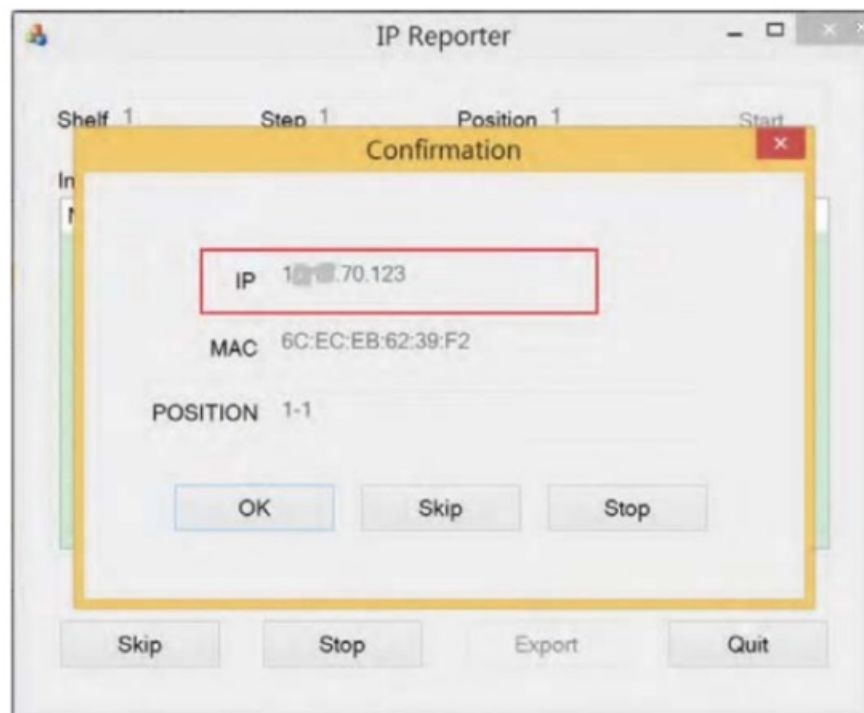 IP Reporter
Shelf 1 Step 1 Position 1 Start
Confirmation
IP .70.123
MAC 6C:EC:EB:62:39:F2
POSITION 1-1
OK Skip Stop
Skip Stop Export Quit